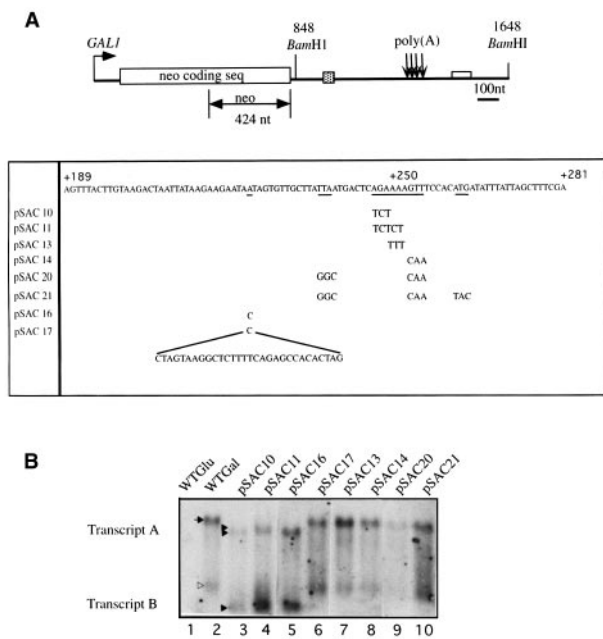 A
GAL1
848
BamH1
poly(A)
1648
BamHI
neo coding seq
neo
424 nt
100nt
+189
+250
+281
AGTTTACTTGTAAGACTAATTATAAGAAGAATAATAGTGTTGCTTATTAATGACTCAGAAAAGTTTCCACATGATATTTATTAGCTTTCGA
pSAC 10
TCT
pSAC 11
TCTCT
pSAC 13
TTT
pSAC 14
CAA
pSAC 20
GGC CAA
pSAC 21
GGC CAA TAC
pSAC 16
C
pSAC 17
C
CTAGTAAGGCTCTTTTCAGAGCCACACTAG
B
WTGlu WTGal pSAC10 pSAC11 pSAC16 pSAC17 pSAC13 pSAC14 pSAC20 pSAC21
Transcript A
Transcript B
1 2 3 4 5 6 7 8 9 10